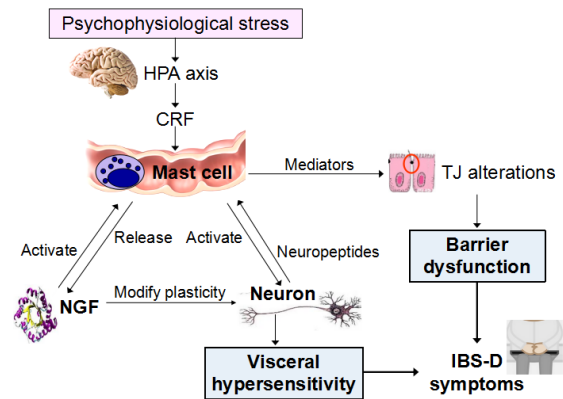 Psychophysiological stress
HPA axis
CRF
Mast cell
Mediators
TJ alterations
Activate
Release
Activate
Neuropeptides
Barrier
dysfunction
NGF
Modify plasticity
Neuron
Visceral
hypersensitivity
IBS-D
symptoms